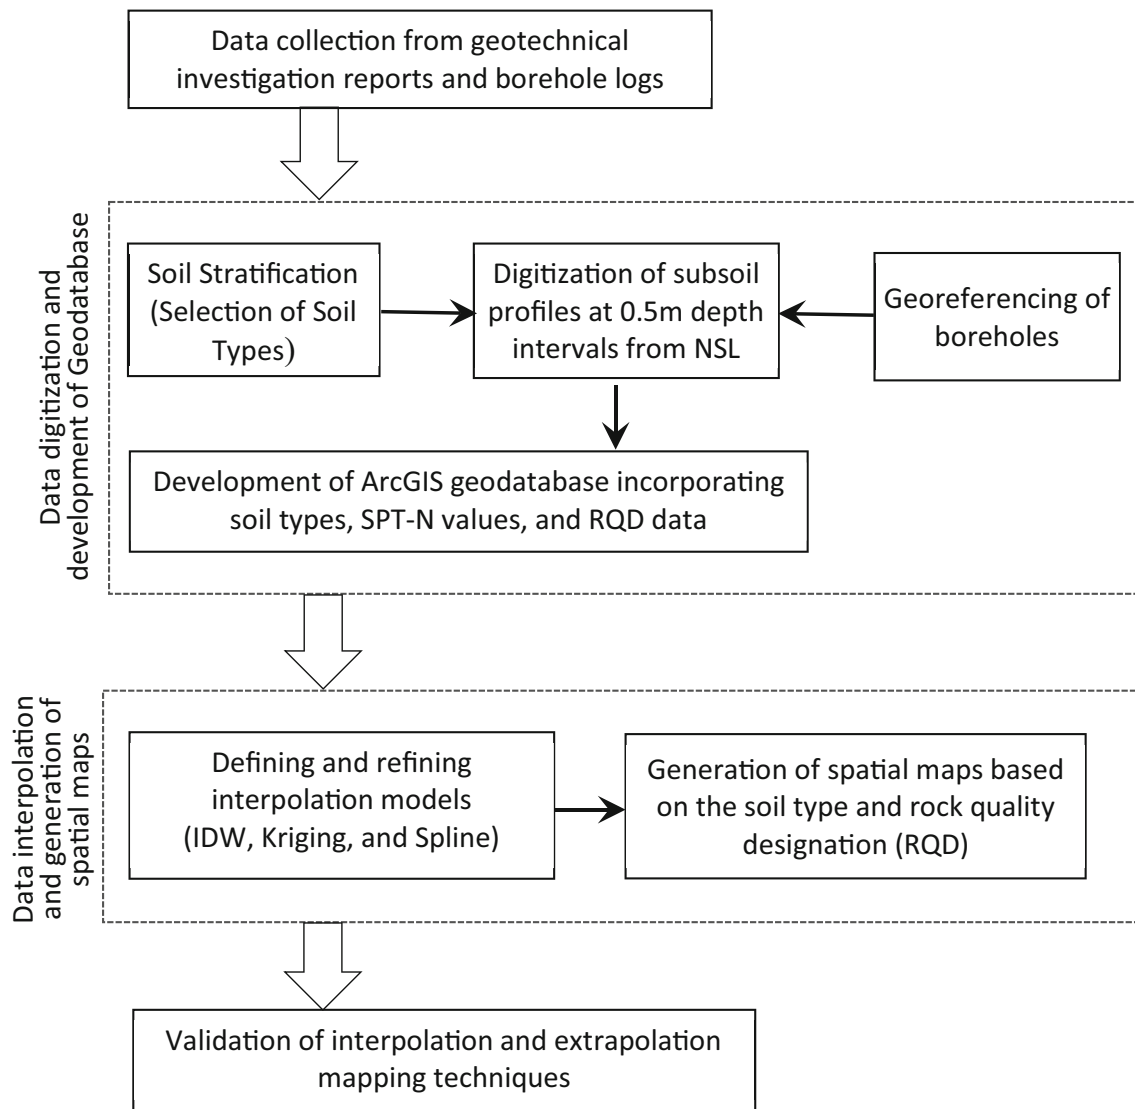 Data collection from geotechnical
investigation reports and borehole logs
Data digitization and
development of Geodatabase
Soil Stratification
(Selection of Soil
Types)
Digitization of subsoil
profiles at 0.5m depth
intervals from NSL
Georeferencing of
boreholes
Development of ArcGIS geodatabase incorporating
soil types, SPT-N values, and RQD data
Data interpolation
and generation of
spatial maps
Defining and refining
interpolation models
(IDW, Kriging, and Spline)
Generation of spatial maps based
on the soil type and rock quality
designation (RQD)
Validation of interpolation and extrapolation
mapping techniques